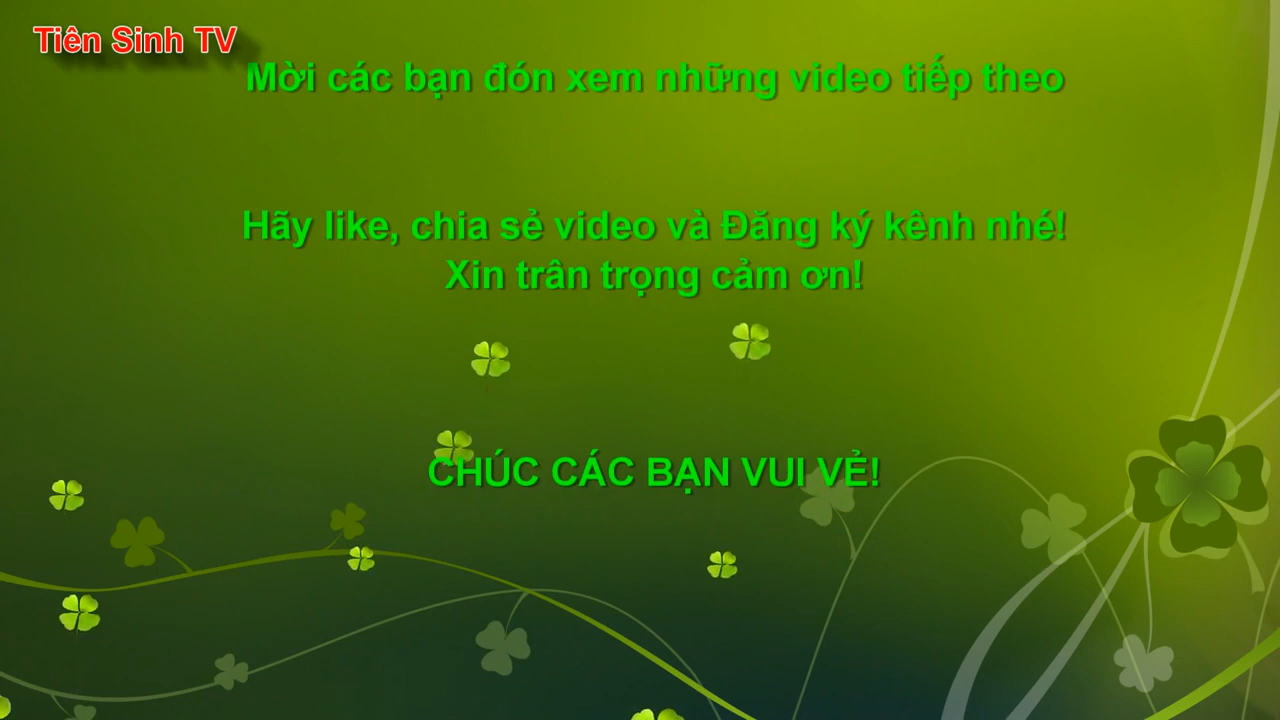 Tiên Sinh TV
Mời các bạn đón xem những video tiếp theo
Hãy like, chia sẻ video và Đăng ký kênh nhé!
Xin trân trọng cảm ơn!
CHÚC CÁC BẠN VUI VẺ!